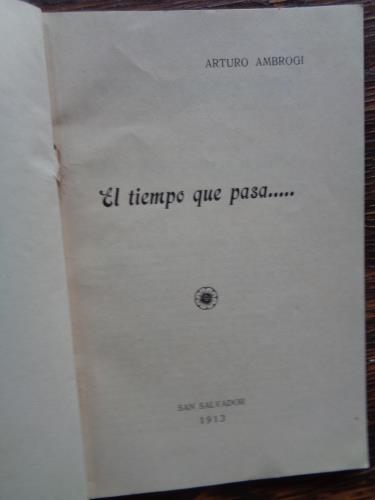 ARTURO AMBROGI
El tiempo que pasa.....
SAN SALVADOR
1913